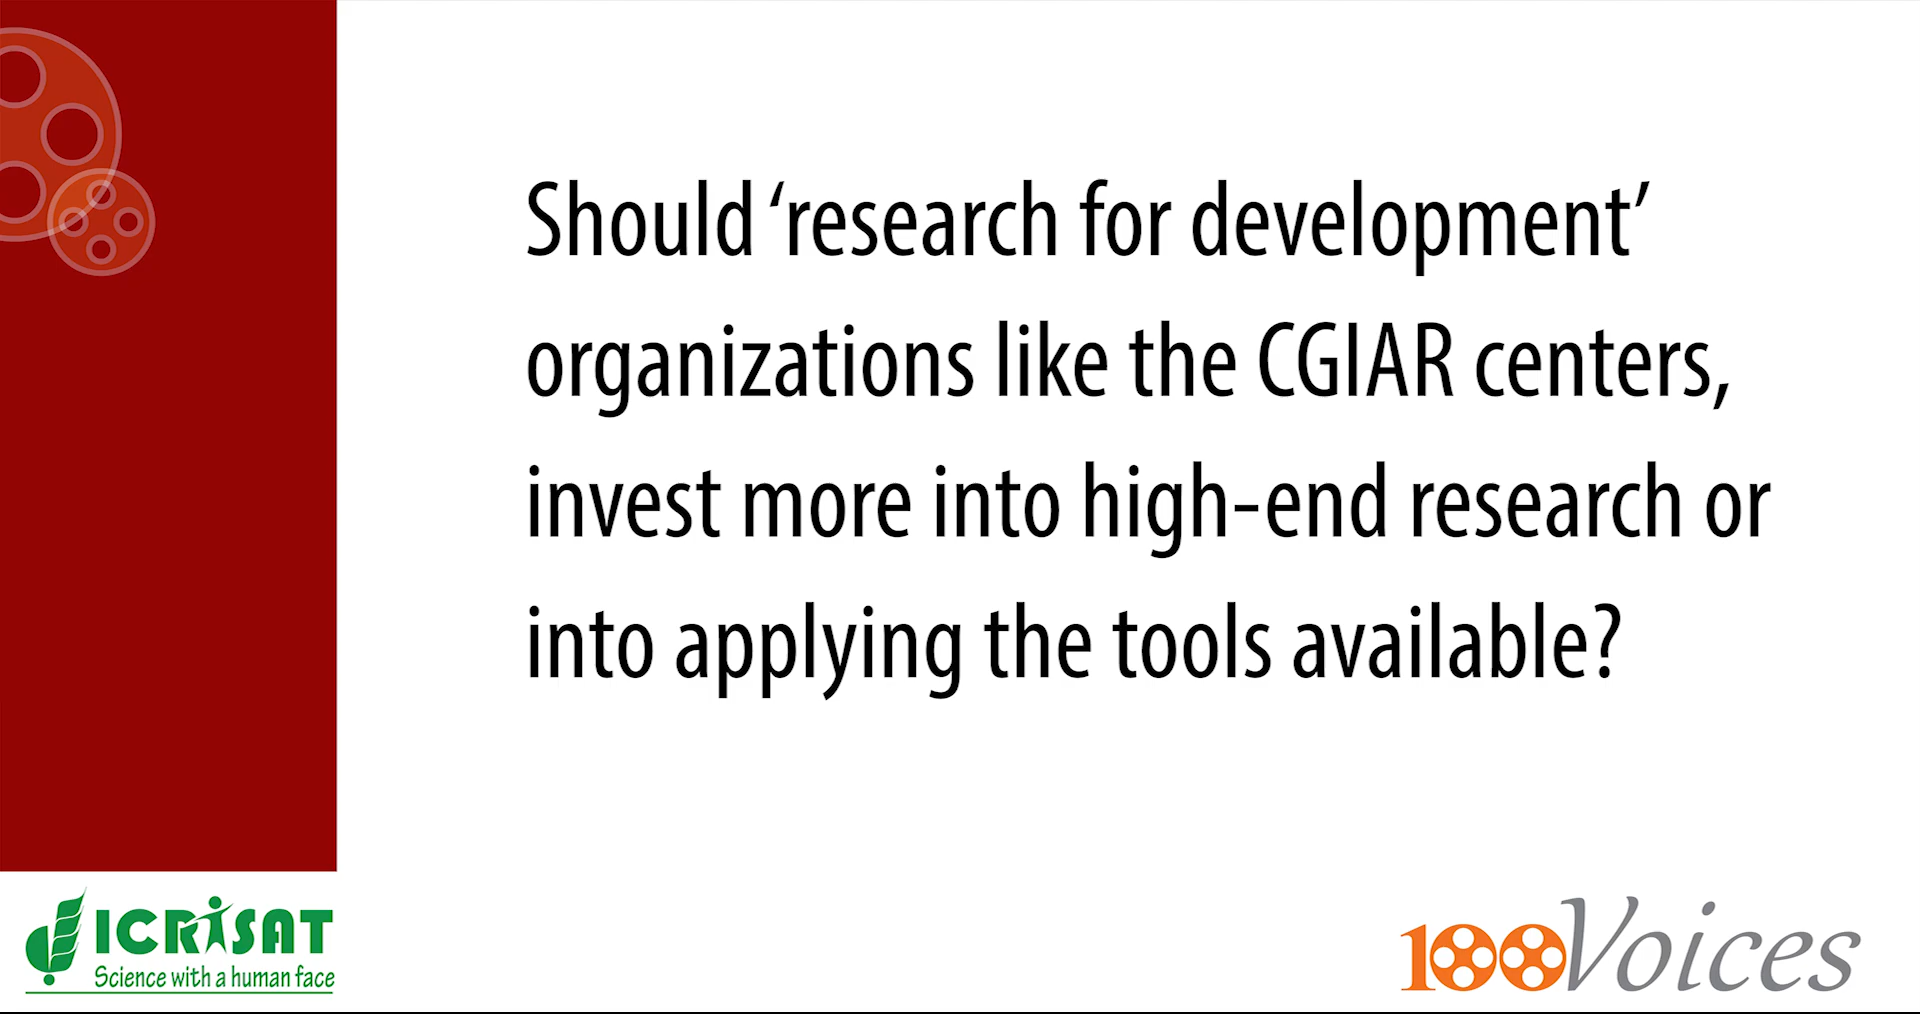 Should ‘research for development’
organizations like the CGIAR centers,
invest more into high-end research or
into applying the tools available?
ICRISAT
Science with a human face
100Voices